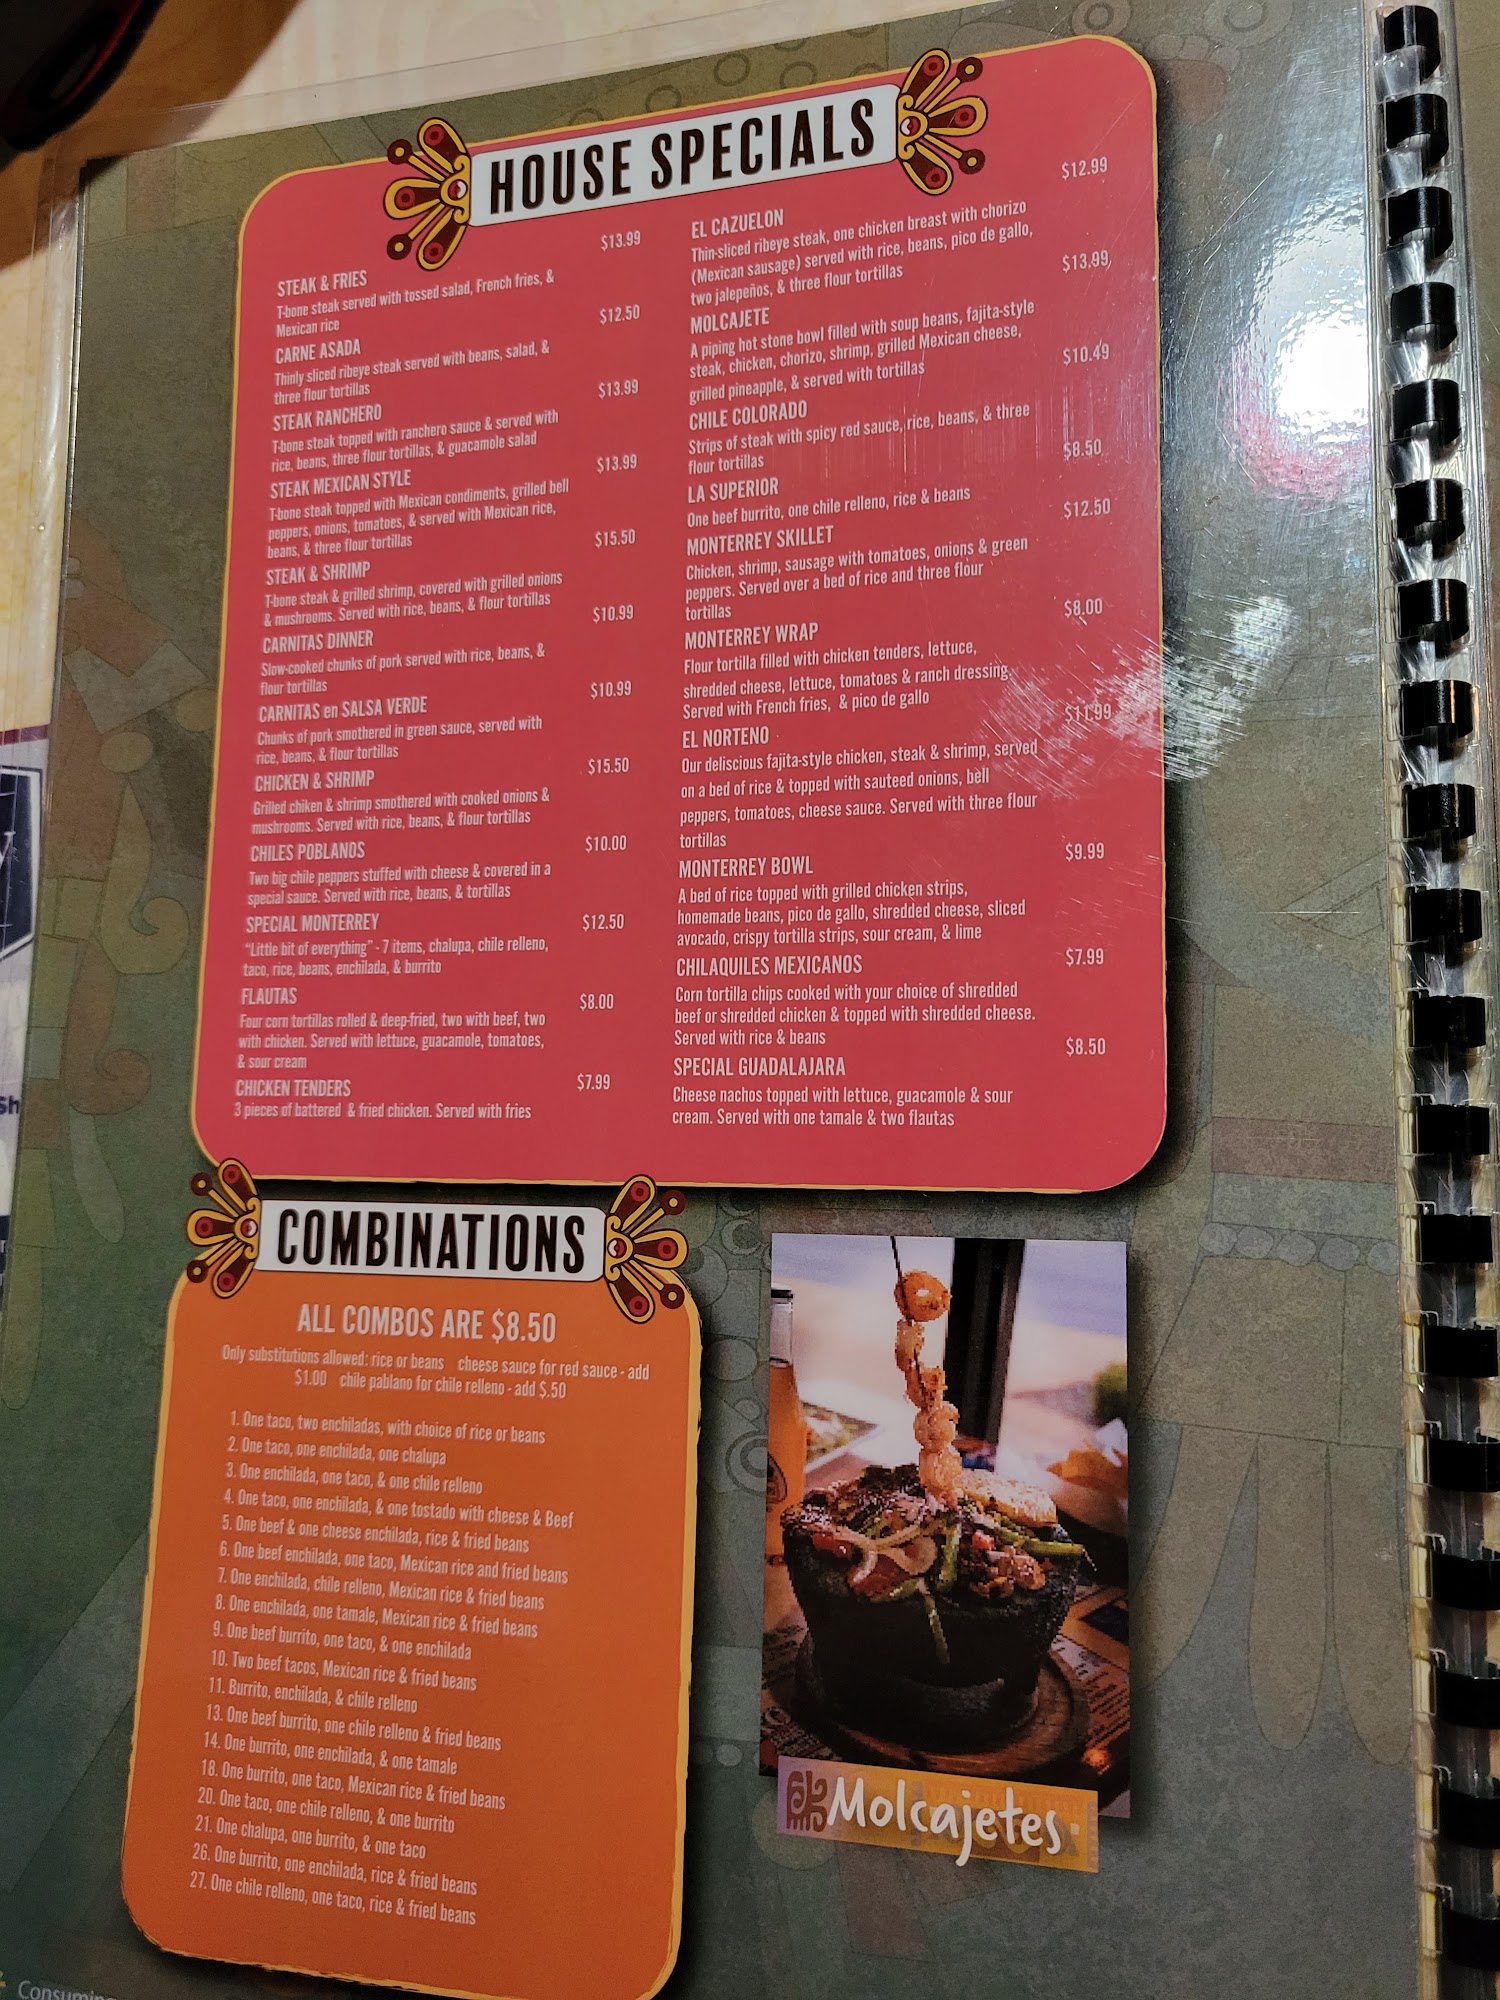 HOUSE SPECIALS
$13.99
STEAK & FRIES
T-bone steak served with tossed salad, French fries, &
Mexican rice
$12.50
CARNE ASADA
Thinly sliced ribeye steak served with beans, salad, &
three flour tortillas
$13.99
STEAK RANCHERO
T-bone steak topped with ranchero sauce & served with
rice, beans, three flour tortillas, & guacamole salad
$13.99
STEAK MEXICAN STYLE
T-bone steak topped with Mexican condiments, grilled bell
peppers, onions, tomatoes, & served with Mexican rice,
beans, & three flour tortillas
$15.50
STEAK & SHRIMP
T-bone steak & grilled shrimp, covered with grilled onions
& mushrooms. Served with rice, beans, & flour tortillas
$10.99
CARNITAS DINNER
Slow-cooked chunks of pork served with rice, beans, &
flour tortillas
$10.99
CARNITAS en SALSA VERDE
Chunks of pork smothered in green sauce, served with
rice, beans, & flour tortillas
$15.50
CHICKEN & SHRIMP
Grilled chiken & shrimp smothered with cooked onions &
mushrooms. Served with rice, beans, & flour tortillas
$10.00
CHILES POBLANOS
Two big chile peppers stuffed with cheese & covered in a
special sauce. Served with rice, beans, & tortillas
SPECIAL MONTERREY $12.50
"Little bit of everything" - 7 items, chalupa, chile relleno,
taco, rice, beans, enchilada, & burrito
FLAUTAS $8.00
Four corn tortillas rolled & deep-fried, two with beef, two
with chicken. Served with lettuce, guacamole, tomatoes,
& sour cream
CHICKEN TENDERS $7.99
3 pieces of battered & fried chicken. Served with fries
$12.99
EL CAZUELON
Thin-sliced ribeye steak, one chicken breast with chorizo
(Mexican sausage) served with rice, beans, pico de gallo,
two jalepeños, & three flour tortillas
$13.99
MOLCAJETE
A piping hot stone bowl filled with soup beans, fajita-style
steak, chicken, chorizo, shrimp, grilled Mexican cheese,
grilled pineapple, & served with tortillas
$10.49
CHILE COLORADO
Strips of steak with spicy red sauce, rice, beans, & three
flour tortillas
$8.50
LA SUPERIOR
One beef burrito, one chile relleno, rice & beans
$12.50
MONTERREY SKILLET
Chicken, shrimp, sausage with tomatoes, onions & green
peppers. Served over a bed of rice and three flour
tortillas
$8.00
MONTERREY WRAP
Flour tortilla filled with chicken tenders, lettuce,
shredded cheese, lettuce, tomatoes & ranch dressing.
Served with French fries, & pico de gallo
$11.99
EL NORTENO
Our deliscious fajita-style chicken, steak & shrimp, served
on a bed of rice & topped with sauteed onions, bell
peppers, tomatoes, cheese sauce. Served with three flour
tortillas
$9.99
MONTERREY BOWL
A bed of rice topped with grilled chicken strips,
homemade beans, pico de gallo, shredded cheese, sliced
avocado, crispy tortilla strips, sour cream, & lime
$7.99
CHILAQUILES MEXICANOS
Corn tortilla chips cooked with your choice of shredded
beef or shredded chicken & topped with shredded cheese.
Served with rice & beans
$8.50
SPECIAL GUADALAJARA
Cheese nachos topped with lettuce, guacamole & sour
cream. Served with one tamale & two flautas
COMBINATIONS
ALL COMBOS ARE $8.50
Only substitutions allowed: rice or beans cheese sauce for red sauce - add
$1.00 chile pablano for chile relleno - add $.50
1. One taco, two enchiladas, with choice of rice or beans
2. One taco, one enchilada, one chalupa
3. One enchilada, one taco, & one chile relleno
4. One taco, one enchilada, & one tostado with cheese & Beef
5. One beef & one cheese enchilada, rice & fried beans
6. One beef enchilada, one taco, Mexican rice and fried beans
7. One enchilada, chile relleno, Mexican rice & fried beans
8. One enchilada, one tamale, Mexican rice & fried beans
9. One beef burrito, one taco, & one enchilada
10. Two beef tacos, Mexican rice & fried beans
11. Burrito, enchilada, & chile relleno
13. One beef burrito, one chile relleno & fried beans
14. One burrito, one enchilada, & one tamale
18. One burrito, one taco, Mexican rice & fried beans
20. One taco, one chile relleno, & one burrito
21. One chalupa, one burrito, & one taco
26. One burrito, one enchilada, rice & fried beans
27. One chile relleno, one taco, rice & fried beans
Molcajetes